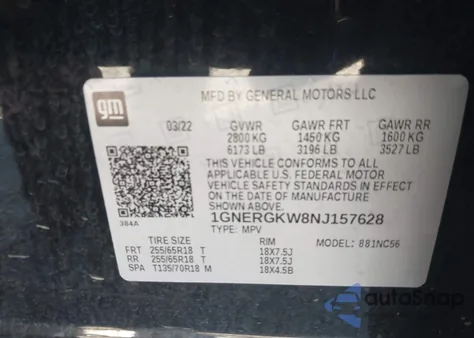 gm
MFD BY GENERAL MOTORS LLC
03/22 GVWR GAWR FRT GAWR RR
2800 KG 1450 KG 1600 KG
6173 LB 3196 LB 3527 LB
THIS VEHICLE CONFORMS TO ALL
APPLICABLE U.S. FEDERAL MOTOR
VEHICLE SAFETY STANDARDS IN EFFECT
ON THE DATE OF MANUFACTURE
SHOWN ABOVE.
1GNERGKW8NJ157628
384A
TYPE: MPV
MODEL: 881NC56
TIRE SIZE RIM
FRT 255/65R18 T 18X7.5J
RR 255/65R18 T 18X7.5J
SPA T135/70R18 M 18X4.5B
AutoSnap